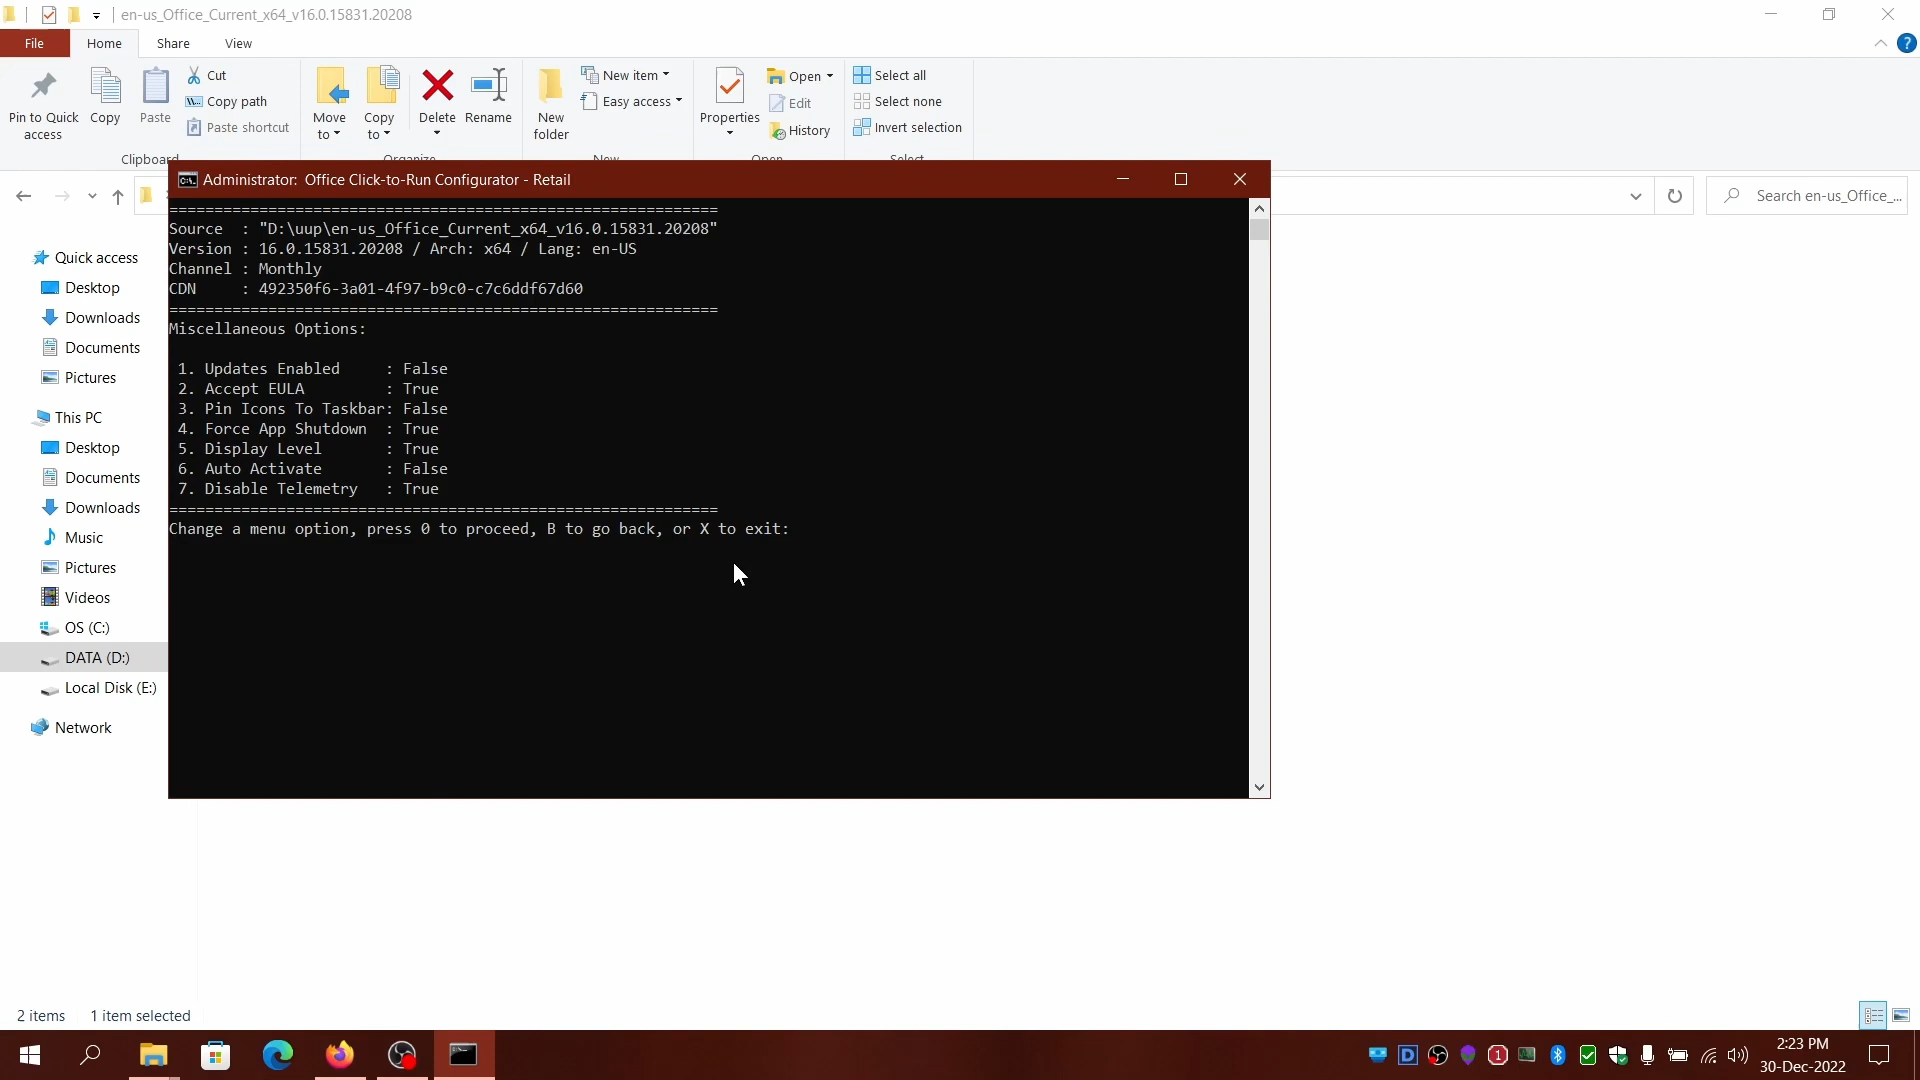 en-us_Office_Current_x64_v16.0.15831.20208
File
Home
Share
View
Pin to Quick access
Copy
Paste
Cut
Copy path
Paste shortcut
Move to
Copy to
Delete
Rename
New folder
New item
Easy access
Properties
Open
Edit
History
Select all
Select none
Invert selection
Clipboard
Organize
New
Open
Select
Search en-us_Office_...
Administrator:  Office Click-to-Run Configurator - Retail
=============================================================
Source  : "D:\uup\en-us_Office_Current_x64_v16.0.15831.20208"
Version : 16.0.15831.20208 / Arch: x64 / Lang: en-US
Channel : Monthly
CDN     : 492350f6-3a01-4f97-b9c0-c7c6ddf67d60
=============================================================
Miscellaneous Options:
1. Updates Enabled     : False
2. Accept EULA         : True
3. Pin Icons To Taskbar: False
4. Force App Shutdown  : True
5. Display Level       : True
6. Auto Activate       : False
7. Disable Telemetry   : True
=============================================================
Change a menu option, press 0 to proceed, B to go back, or X to exit:
Quick access
Desktop
Downloads
Documents
Pictures
This PC
Desktop
Documents
Downloads
Music
Pictures
Videos
OS (C:)
DATA (D:)
Local Disk (E:)
Network
2 items
1 item selected
2:23 PM
30-Dec-2022